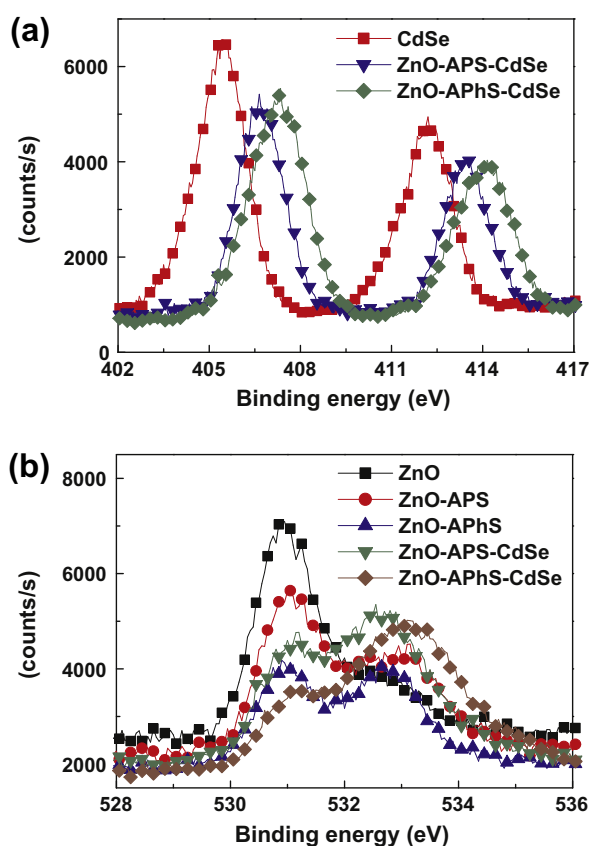 (a)
CdSe
ZnO-APS-CdSe
ZnO-APhS-CdSe
6000
4000
2000
0
(counts/s)
402 405 408 411 414 417
Binding energy (eV)
(b)
ZnO
ZnO-APS
ZnO-APhS
ZnO-APS-CdSe
ZnO-APhS-CdSe
8000
6000
4000
2000
(counts/s)
528 530 532 534 536
Binding energy (eV)